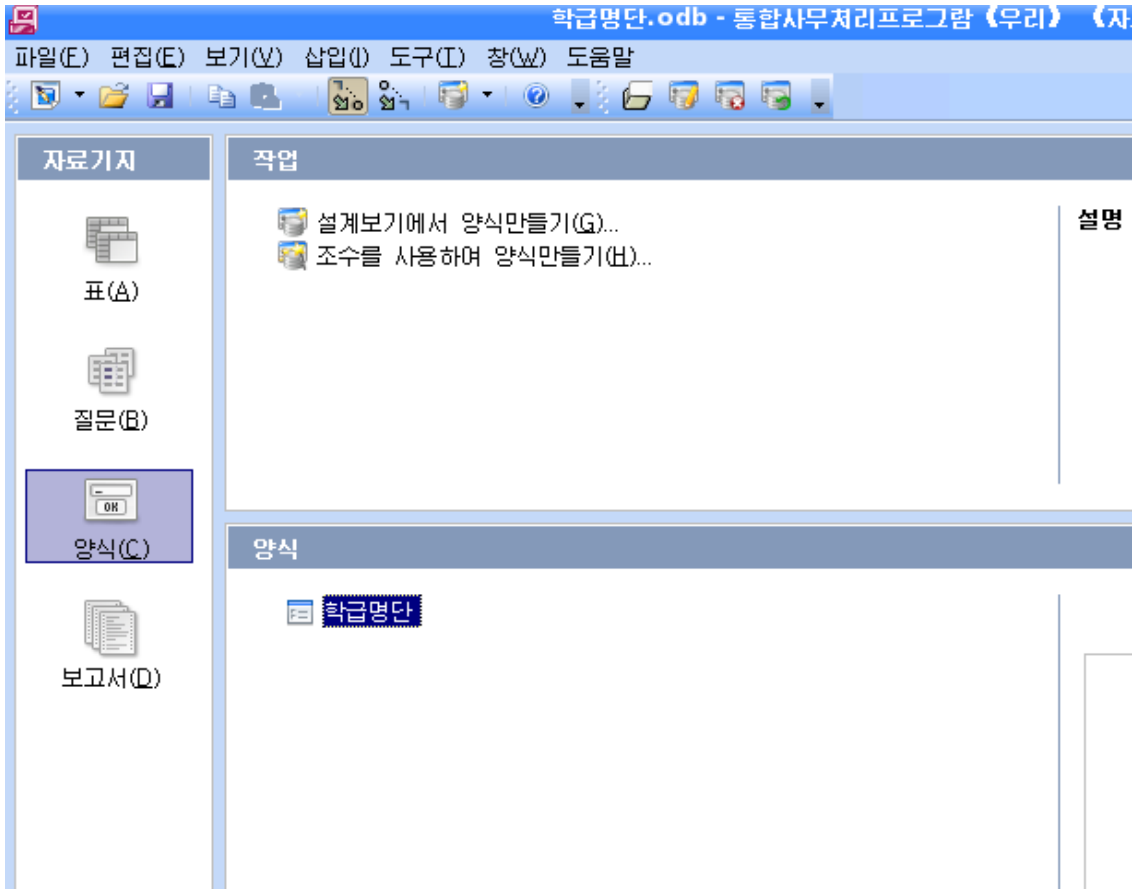 학급명단.odb - 통합사무처리프로그람《우리》 《자
파일(F) 편집(E) 보기(V) 삽입(I) 도구(T) 창(W) 도움말
자료기지
작업
설계보기에서 양식만들기(G)...
조수를 사용하여 양식만들기(H)...
설명
표(A)
질문(B)
OK
양식(C)
양식
학급명단
보고서(D)